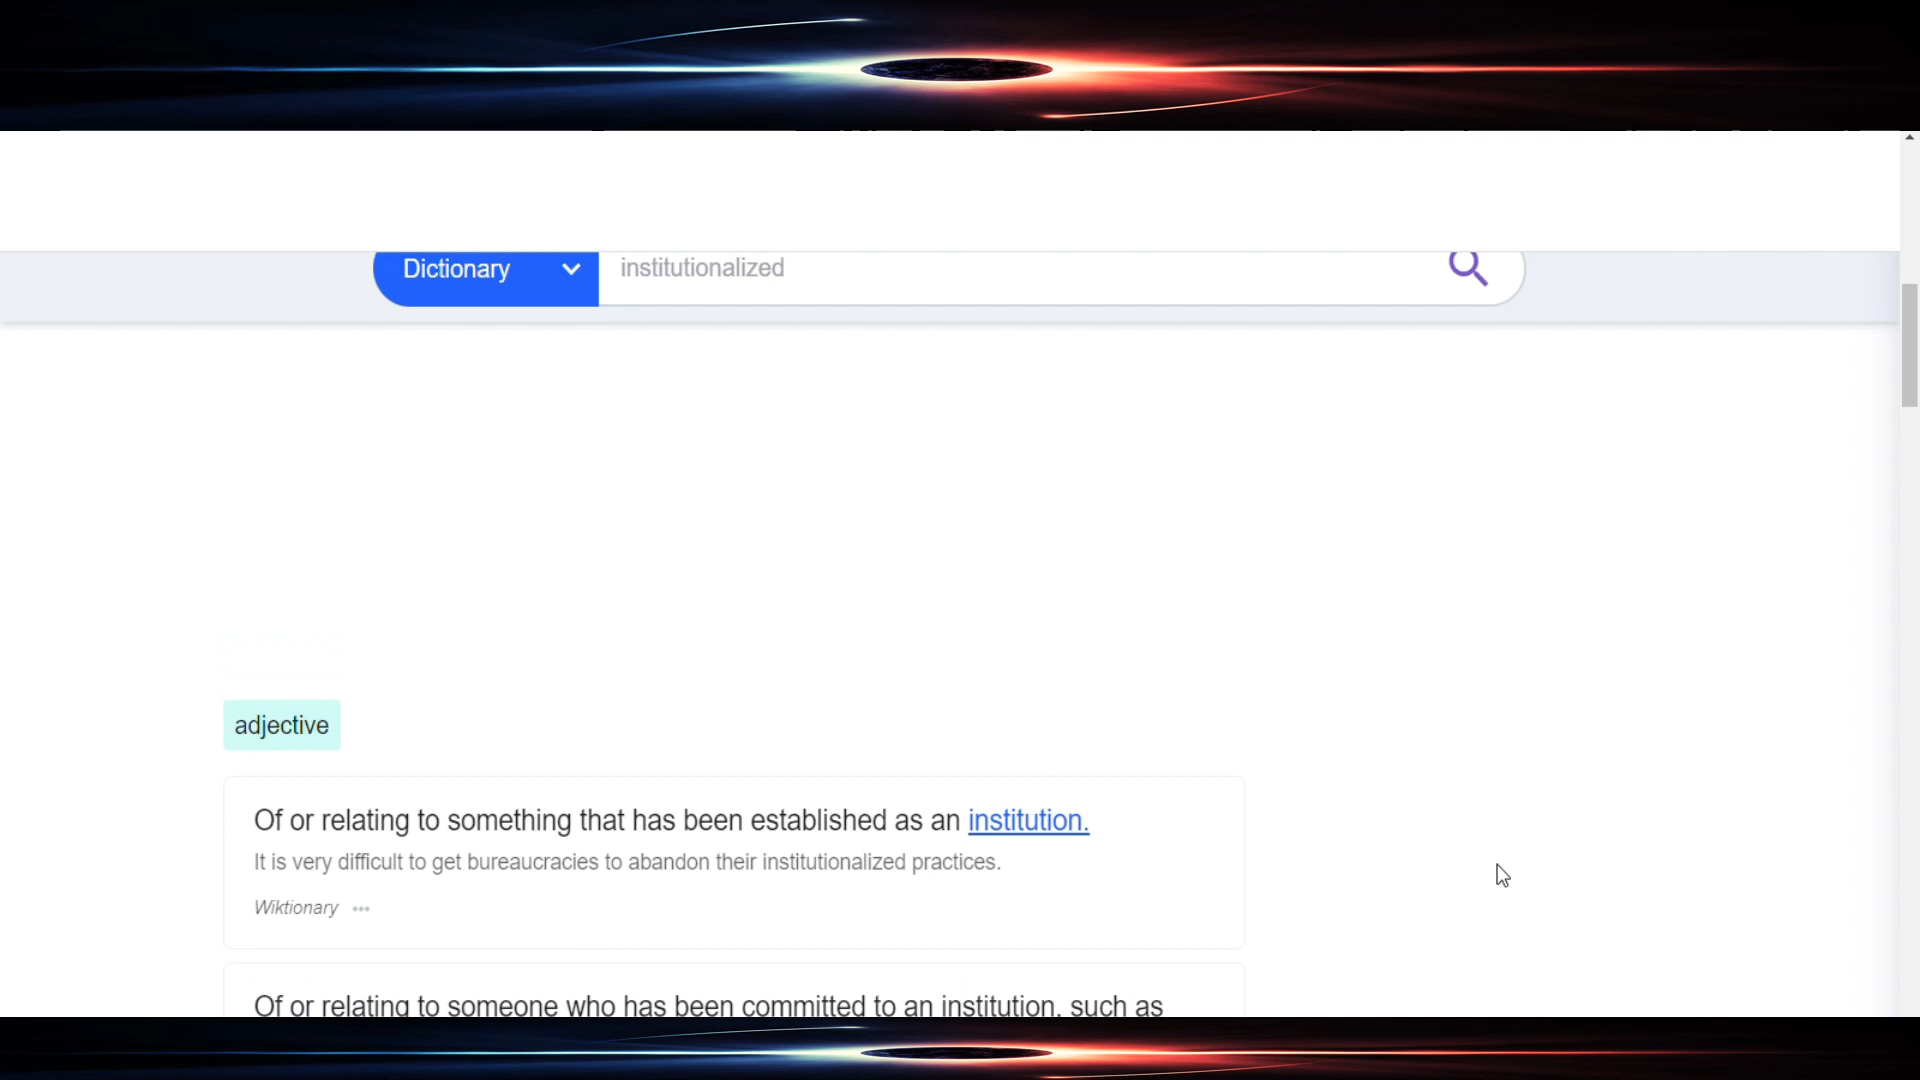 Dictionary
institutionalized
adjective
Of or relating to something that has been established as an institution.
It is very difficult to get bureaucracies to abandon their institutionalized practices.
Wiktionary
Of or relating to someone who has been committed to an institution, such as